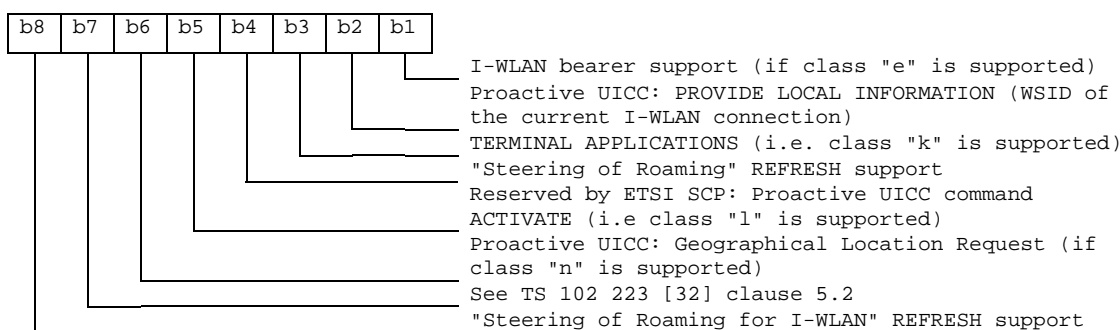 b8 b7 b6 b5 b4 b3 b2 b1
I-WLAN bearer support (if class "e" is supported)
Proactive UICC: PROVIDE LOCAL INFORMATION (WSID of
the current I-WLAN connection)
TERMINAL APPLICATIONS (i.e. class "k" is supported)
"Steering of Roaming" REFRESH support
Reserved by ETSI SCP: Proactive UICC command
ACTIVATE (i.e class "l" is supported)
Proactive UICC: Geographical Location Request (if
class "n" is supported)
See TS 102 223 [32] clause 5.2
"Steering of Roaming for I-WLAN" REFRESH support